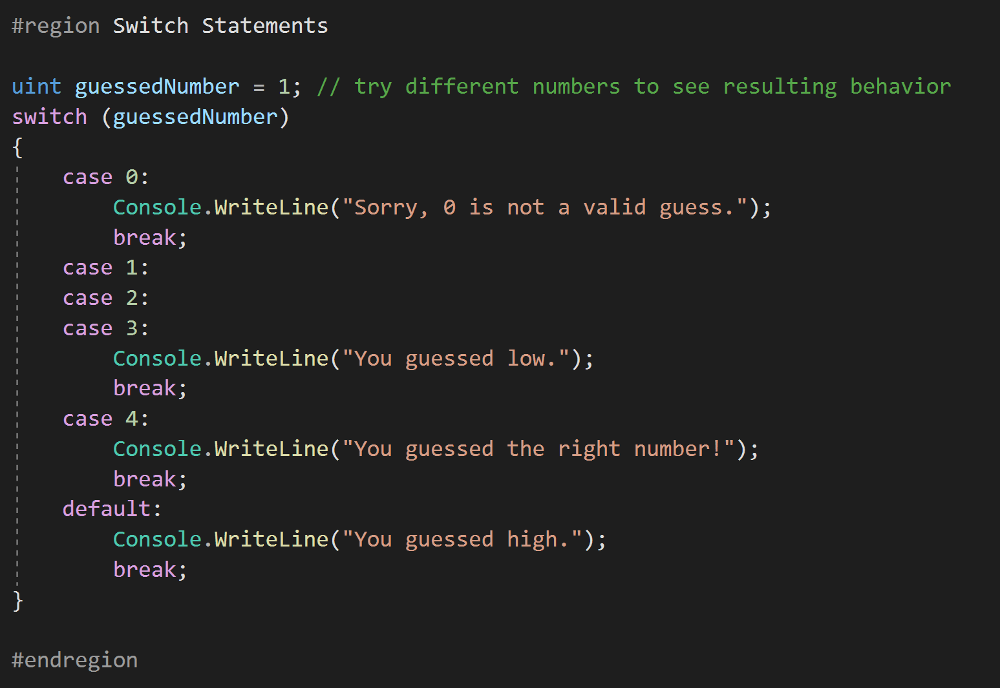 #region Switch Statements
uint guessedNumber = 1; // try different numbers to see resulting behavior
switch (guessedNumber)
{
case 0:
Console.WriteLine("Sorry, 0 is not a valid guess.");
break;
case 1:
case 2:
case 3:
Console.WriteLine("You guessed low.");
break;
case 4:
Console.WriteLine("You guessed the right number!");
break;
default:
Console.WriteLine("You guessed high.");
break;
}
#endregion